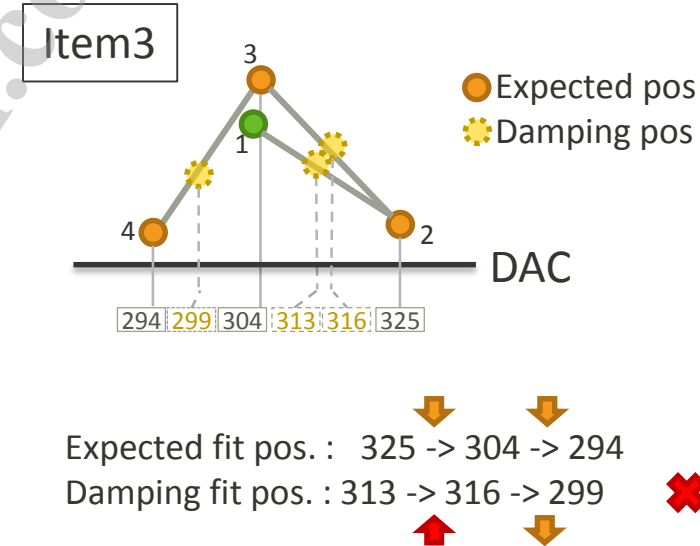 Item3
3
Expected pos
Damping pos
1
4
2
DAC
294 299 304 313 316 325
Expected fit pos. : 325 -> 304 -> 294
Damping fit pos. : 313 -> 316 -> 299